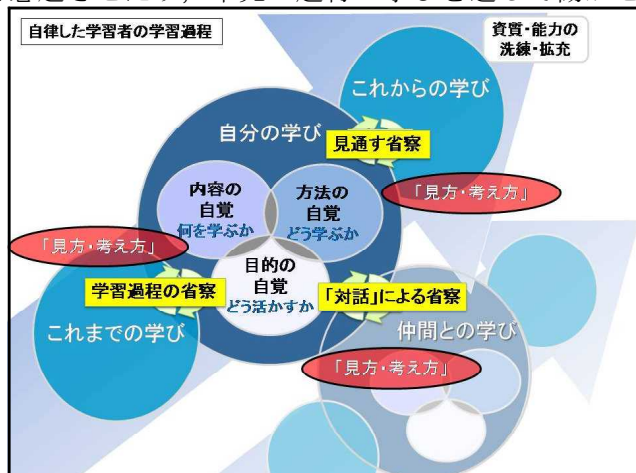 自律した学習者の学習過程
資質・能力の
洗練・拡充
これからの学び
自分の学び
見通す省察
内容の
自覚
何を学ぶか
方法の
自覚
どう学ぶか
「見方・考え方」
「見方・考え方」
目的の
自覚
どう活かすか
学習過程の省察
「対話」による省察
これまでの学び
仲間との学び
「見方・考え方」